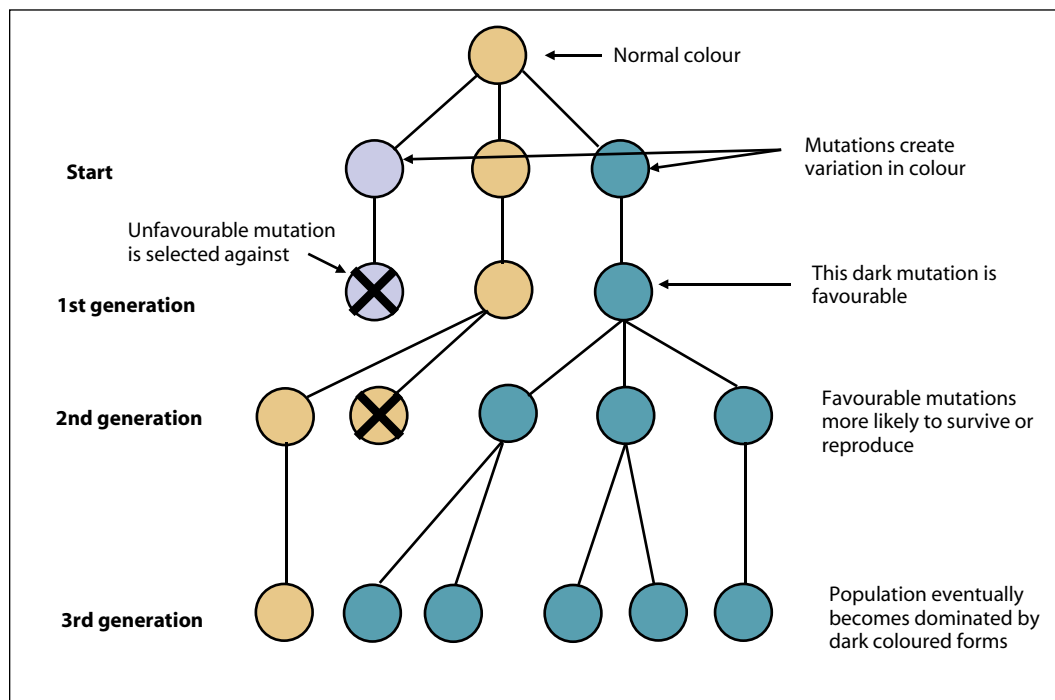 Normal colour
Start
Mutations create
variation in colour
Unfavourable mutation
is selected against
1st generation
This dark mutation is
favourable
2nd generation
Favourable mutations
more likely to survive or
reproduce
3rd generation
Population eventually
becomes dominated by
dark coloured forms